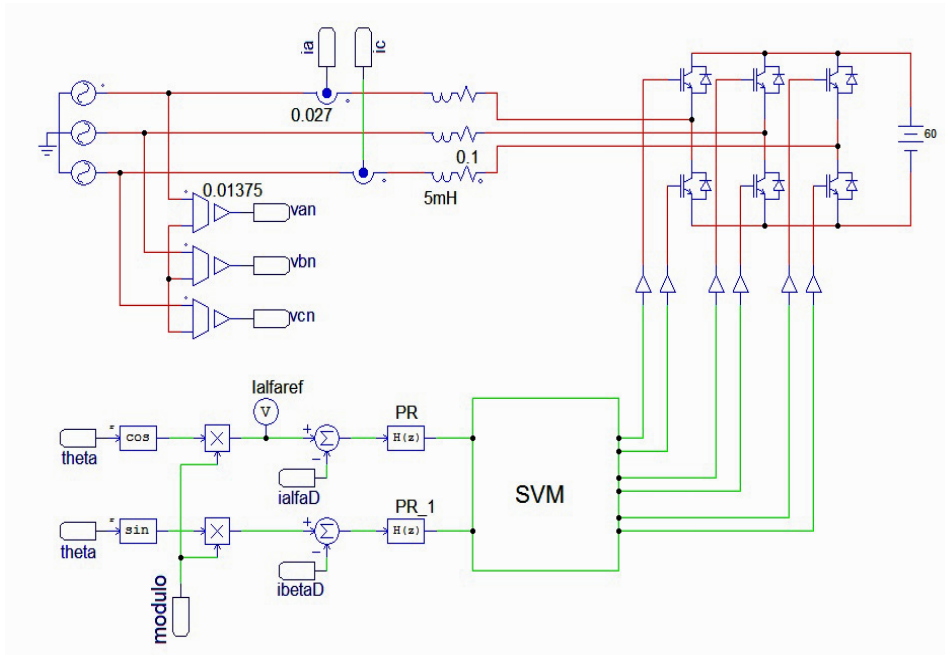 ia
ic
0.027
0.1
5mH
60
0.01375
van
vbn
vcn
Ialfaref
V
PR
cos
H(z)
theta
ialfaD
SVM
PR_1
sin
H(z)
theta
ibetaD
modulo